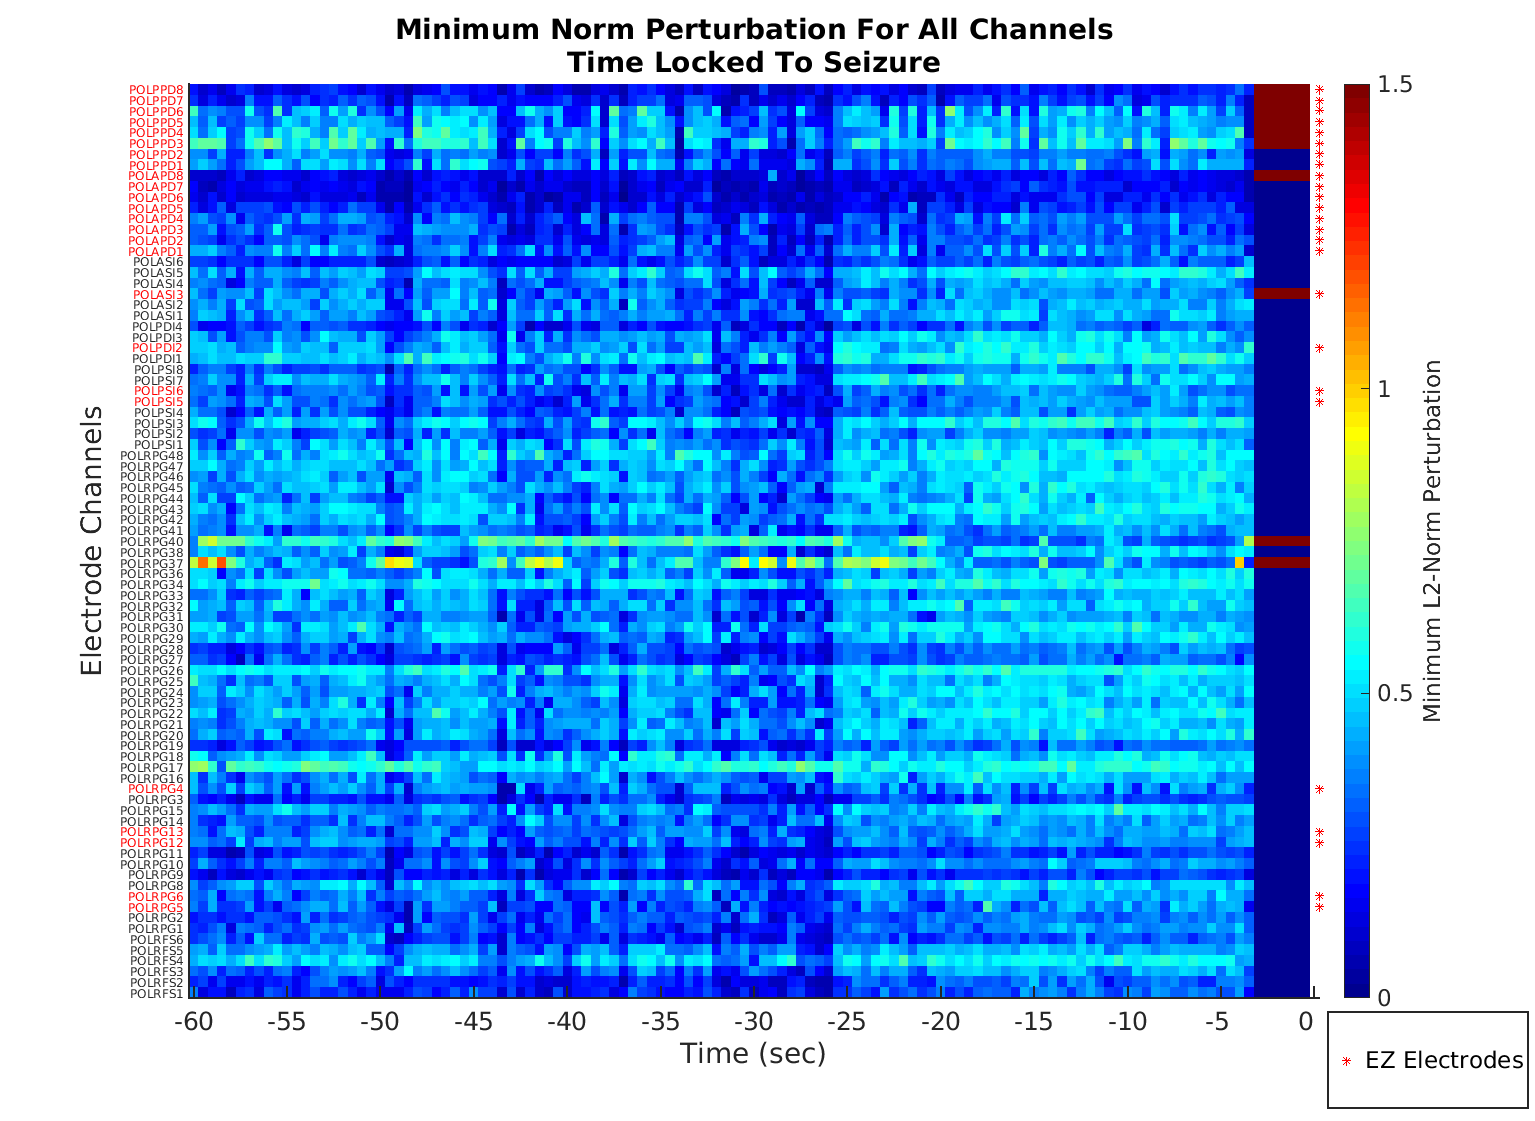 Minimum Norm Perturbation For All Channels
Time Locked To Seizure
POLPPD8
POLPPD7
POLPPD6
POLPPD5
POLPPD4
POLPPD3
POLPPD2
POLPPD1
POLAPD8
POLAPD7
POLAPD6
POLAPD5
POLAPD4
POLAPD3
POLAPD2
POLAPD1
POLASI6
POLASI5
POLASI4
POLASI3
POLASI2
POLASI1
POLPDI4
POLPDI3
POLPDI2
POLPDI1
POLPSI8
POLPSI7
POLPSI6
POLPSI5
POLPSI4
POLPSI3
POLPSI2
POLPSI1
POLRPG48
POLRPG47
POLRPG46
POLRPG45
POLRPG44
POLRPG43
POLRPG42
POLRPG41
POLRPG40
POLRPG38
POLRPG37
POLRPG36
POLRPG34
POLRPG33
POLRPG32
POLRPG31
POLRPG30
POLRPG29
POLRPG28
POLRPG27
POLRPG26
POLRPG25
POLRPG24
POLRPG23
POLRPG22
POLRPG21
POLRPG20
POLRPG19
POLRPG18
POLRPG17
POLRPG16
POLRPG4
POLRPG3
POLRPG15
POLRPG14
POLRPG13
POLRPG12
POLRPG11
POLRPG10
POLRPG9
POLRPG8
POLRPG6
POLRPG5
POLRPG2
POLRPG1
POLRFS6
POLRFS5
POLRFS4
POLRFS3
POLRFS2
POLRFS1
Electrode Channels
-60 -55 -50 -45 -40 -35 -30 -25 -20 -15 -10 -5 0
Time (sec)
1.5
1
0.5
0
Minimum L2-Norm Perturbation
EZ Electrodes